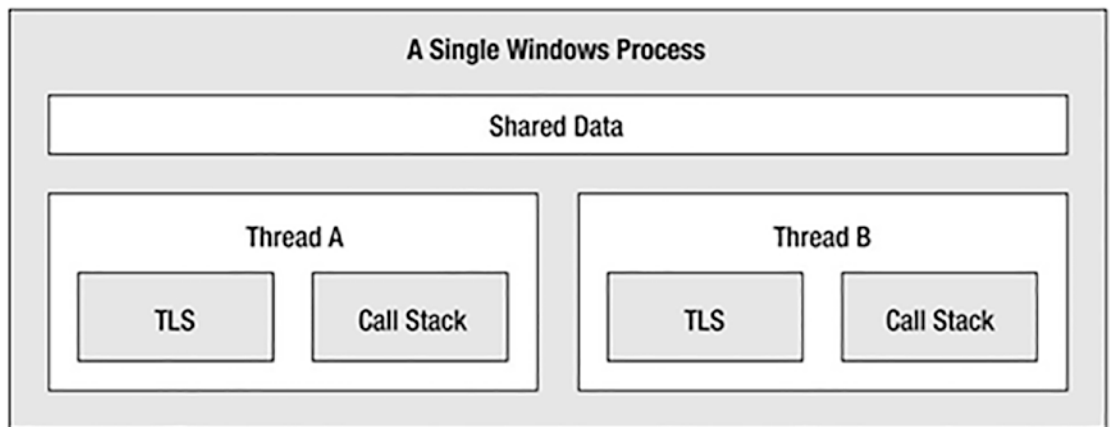 A Single Windows Process
Shared Data
Thread A
Thread B
TLS
Call Stack
TLS
Call Stack